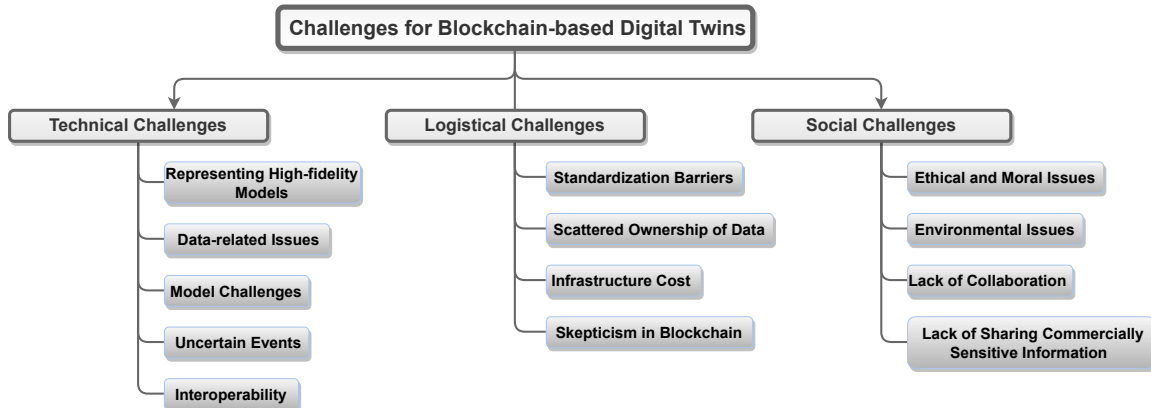 Challenges for Blockchain-based Digital Twins
Technical Challenges
Representing High-fidelity
Models
Data-related Issues
Model Challenges
Uncertain Events
Interoperability
Logistical Challenges
Standardization Barriers
Scattered Ownership of Data
Infrastructure Cost
Skepticism in Blockchain
Social Challenges
Ethical and Moral Issues
Environmental Issues
Lack of Collaboration
Lack of Sharing Commercially
Sensitive Information